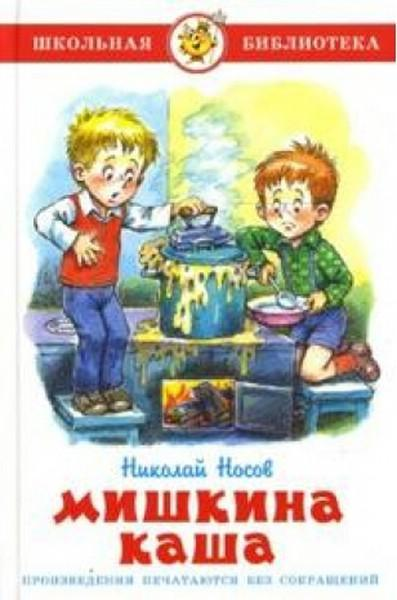 ШКОЛЬНАЯ БИБЛИОТЕКА
Николай Носов
МИШКИНА
КАША
ПРОИЗВЕДЕНИЯ ПЕЧАТАЮТСЯ БЕЗ СОКРАЩЕНИЙ